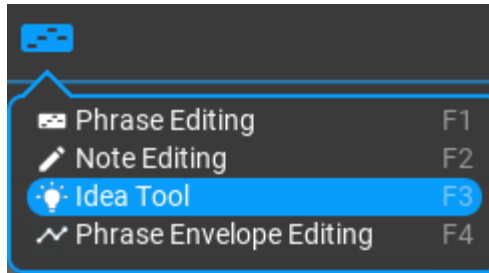 Phrase Editing F1
Note Editing F2
Idea Tool F3
Phrase Envelope Editing F4